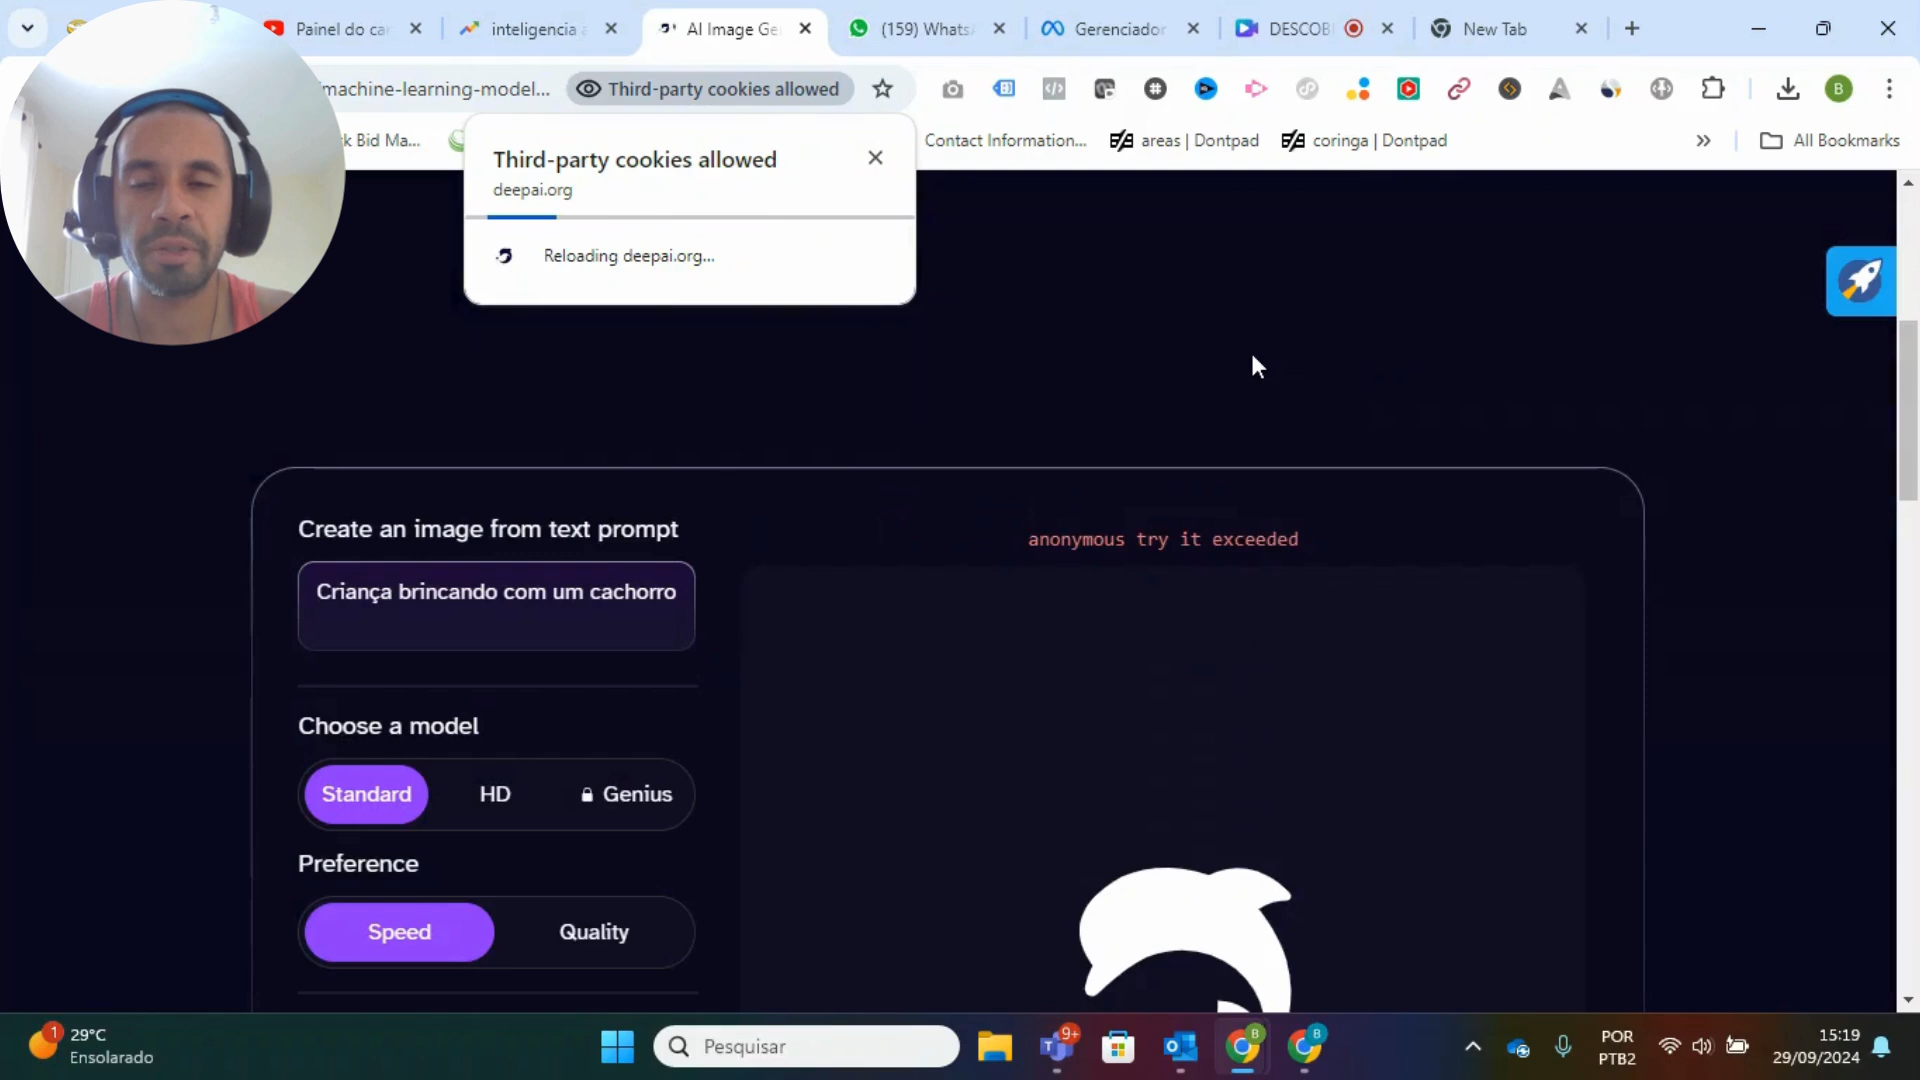 Painel do ca
inteligencia a
AI Image Ge
(159) Whats
Gerenciador
DESCOB
New Tab
/machine-learning-model...
Third-party cookies allowed
B
k Bid Ma...
Contact Information...
areas | Dontpad
coringa | Dontpad
All Bookmarks
Third-party cookies allowed
deepai.org
Reloading deepai.org...
Create an image from text prompt
anonymous try it exceeded
Criança brincando com um cachorro
Choose a model
Standard
HD
Genius
Preference
Speed
Quality
1
29°C
Ensolarado
Pesquisar
9+
B
B
POR
PTB2
15:19
29/09/2024